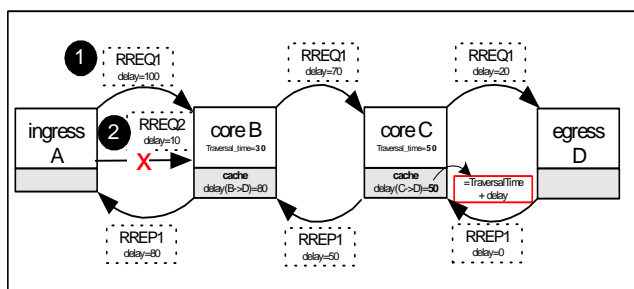 1
RREQ1
delay=100
RREQ1
delay=70
RREQ1
delay=20
2
RREQ2
delay=10
X
ingress
A
core B
Traversal_time=30
cache
delay(B->D)=80
core C
Traversal_time=50
cache
delay(C->D)=50
egress
D
=TraversalTime
+ delay
RREP1
delay=80
RREP1
delay=50
RREP1
delay=0